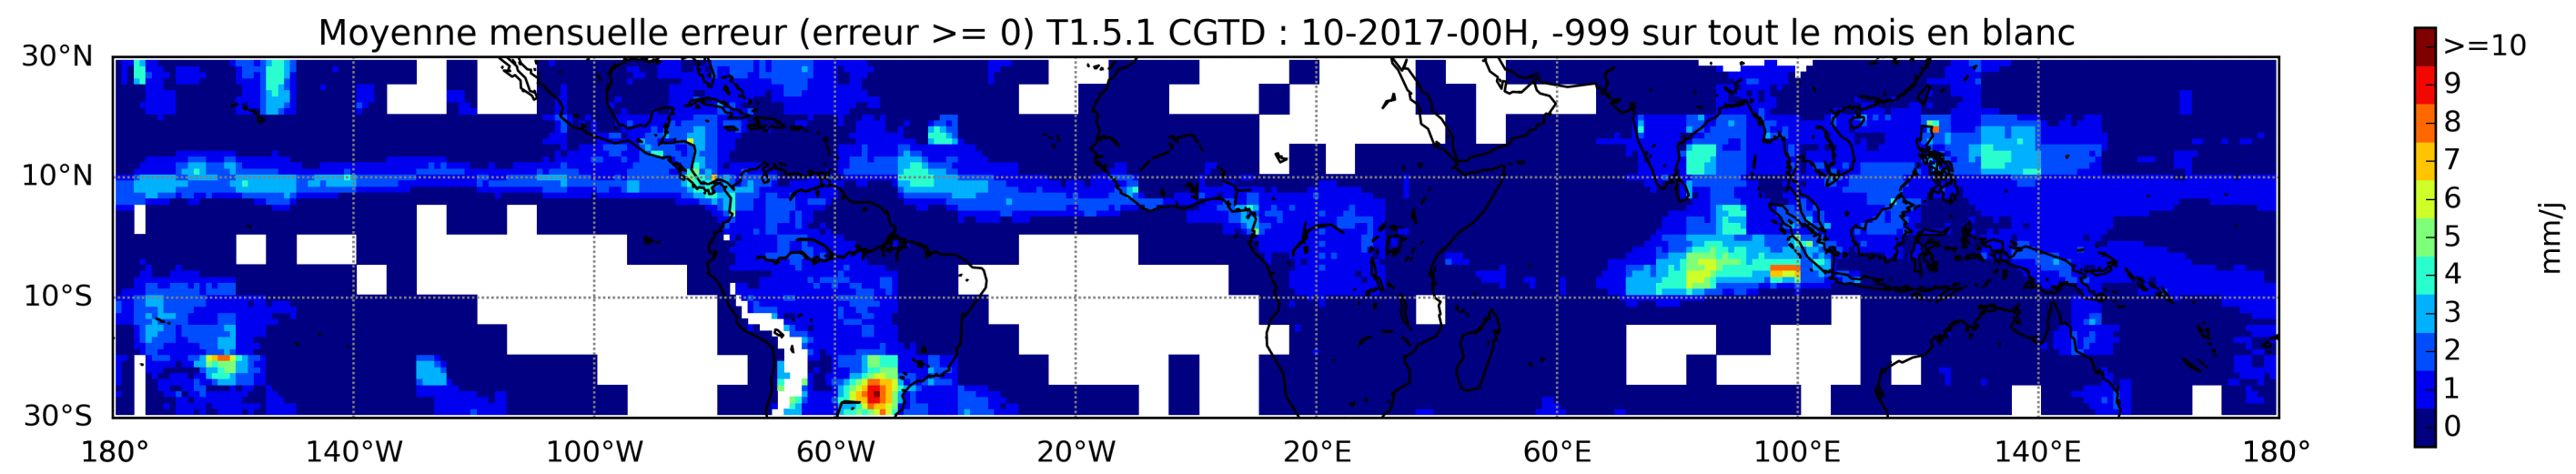 Moyenne mensuelle erreur (erreur >= 0) T1.5.1 CGTD : 10-2017-00H, -999 sur tout le mois en blanc
30°N
10°N
10°S
30°S
180° 140°W 100°W 60°W 20°W 20°E 60°E 100°E 140°E 180°
>=10
9
8
7
6
5
4
3
2
1
0
mm/j